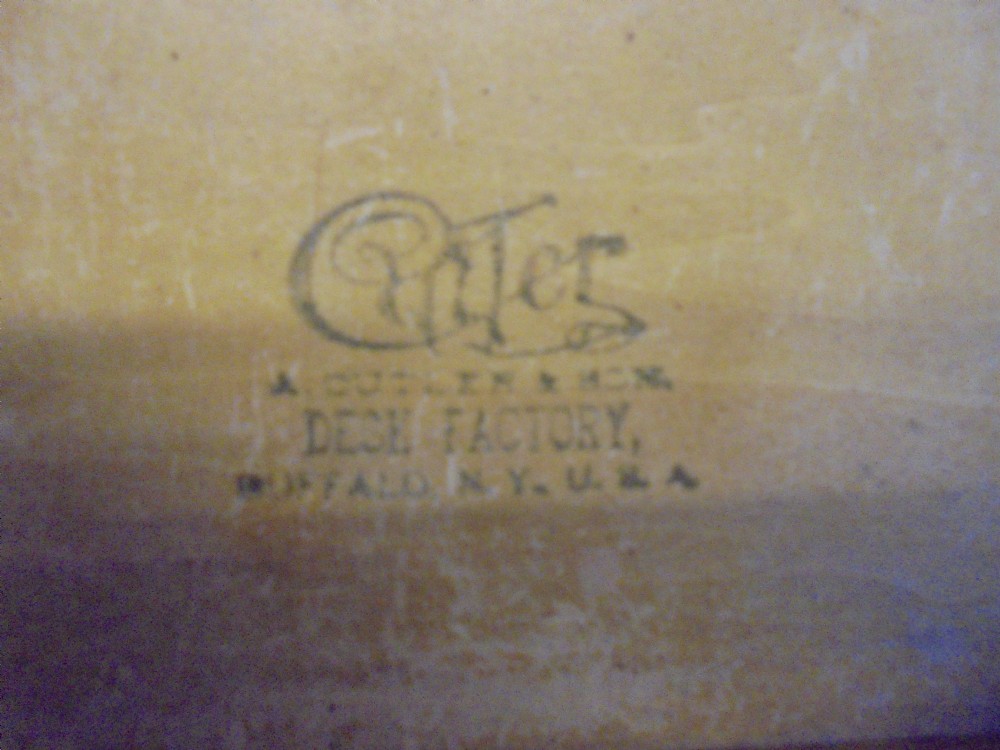 Cutler
A. CUTLER & SON,
DESK FACTORY,
BUFFALO, N. Y., U. S. A.